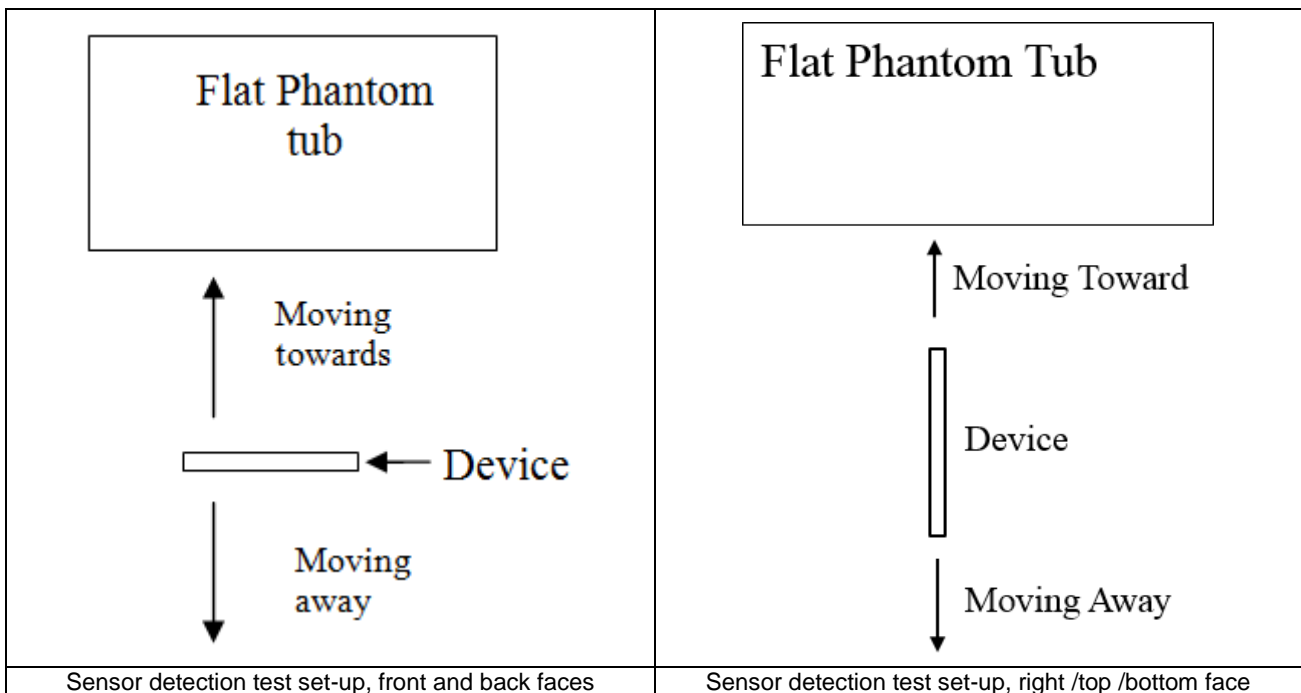 Flat Phantom
tub
Moving
towards
Device
Moving
away
Sensor detection test set-up, front and back faces
Flat Phantom Tub
Moving Toward
Device
Moving Away
Sensor detection test set-up, right /top /bottom face